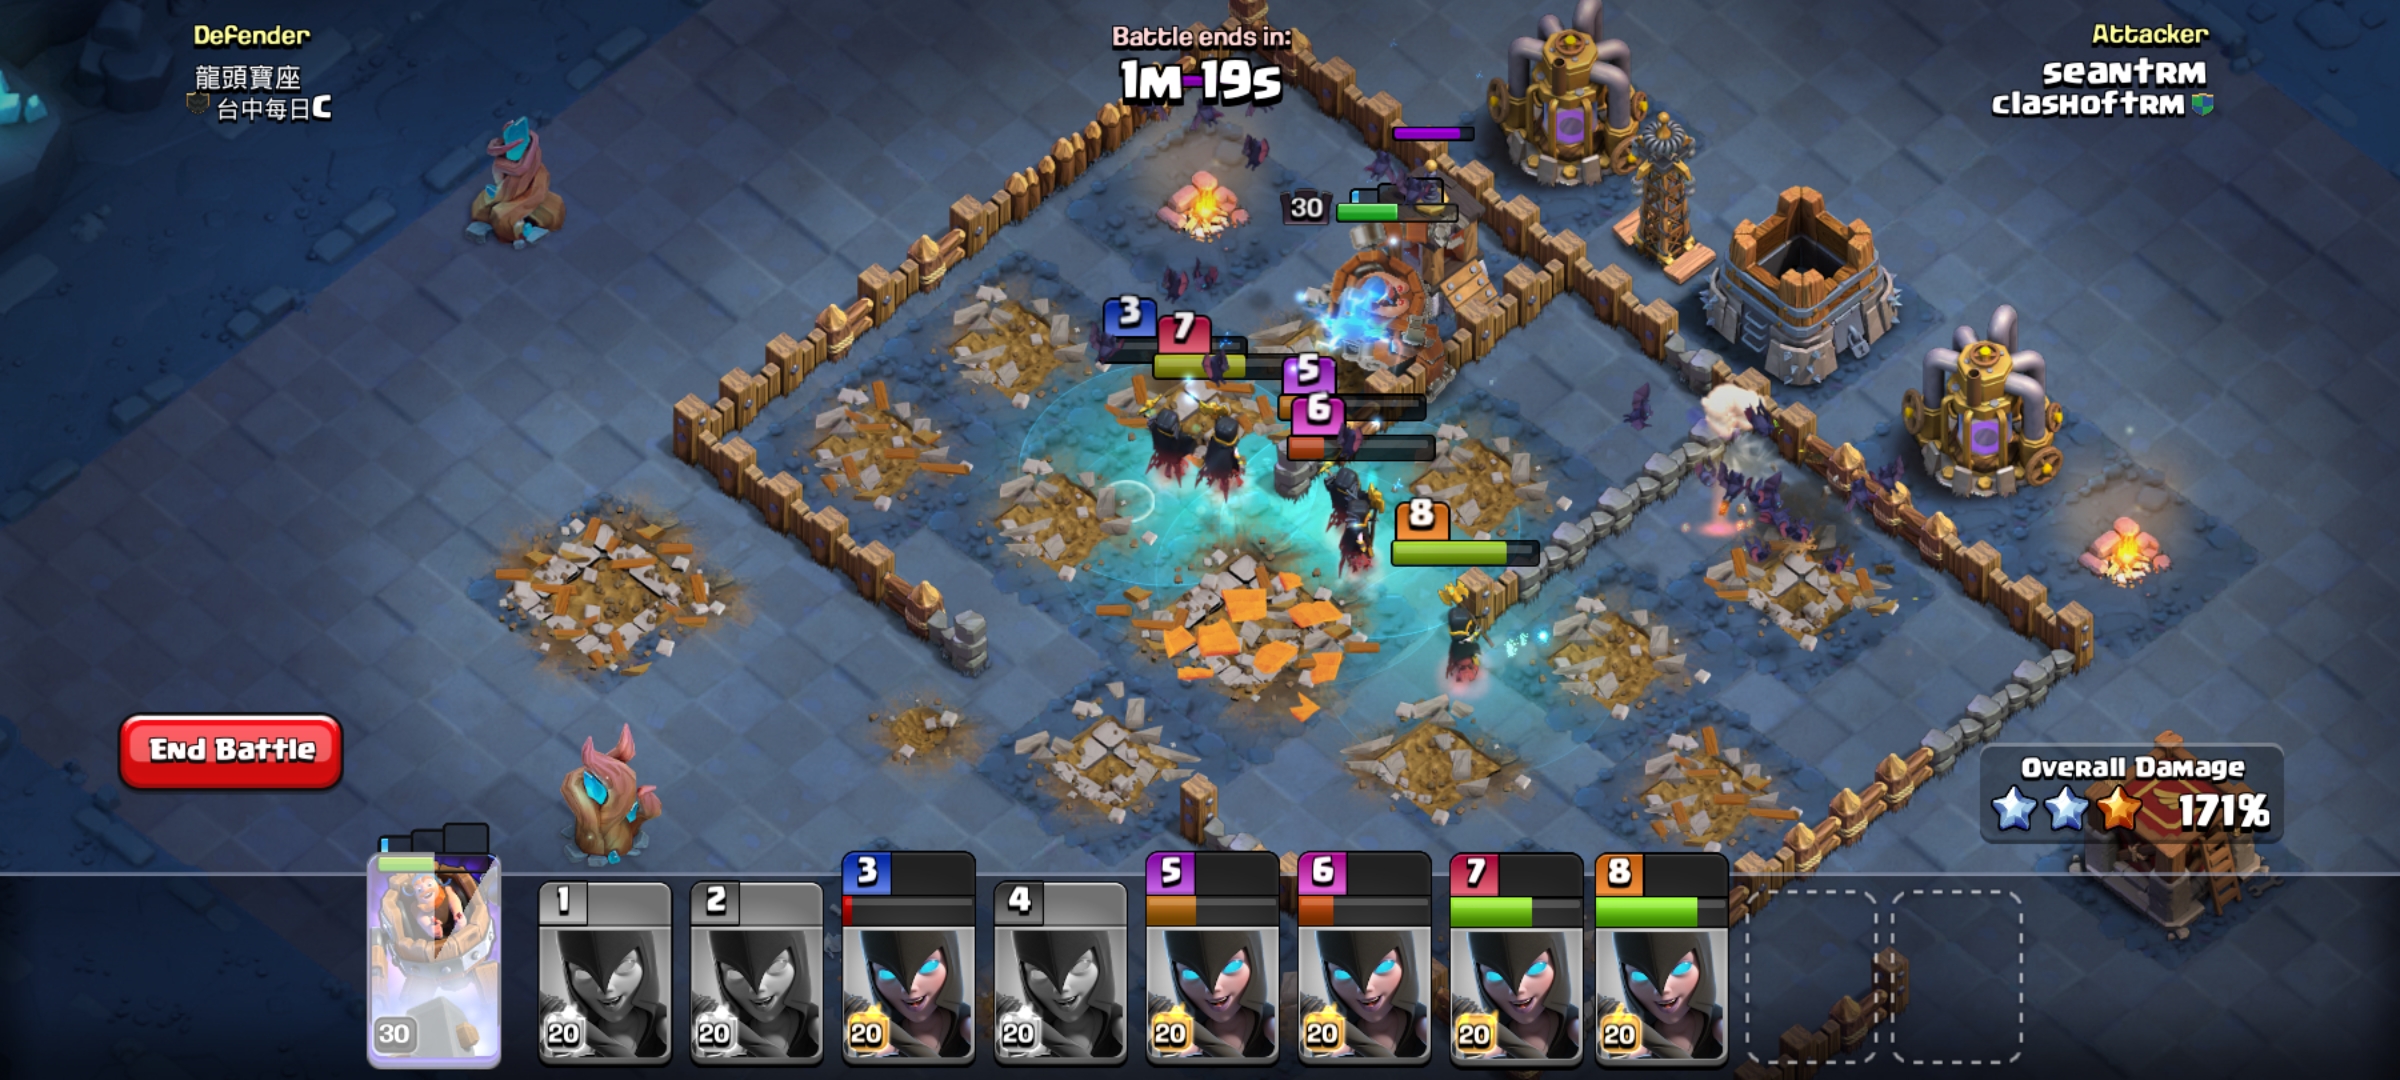 Defender
龍頭寶座
台中每日C
Battle ends in:
1M 19s
Attacker
seantrm
clashoftrm
30
3
7
5
6
8
End Battle
Overall Damage
171%
30
1
20
2
20
3
20
4
20
5
20
6
20
7
20
8
20